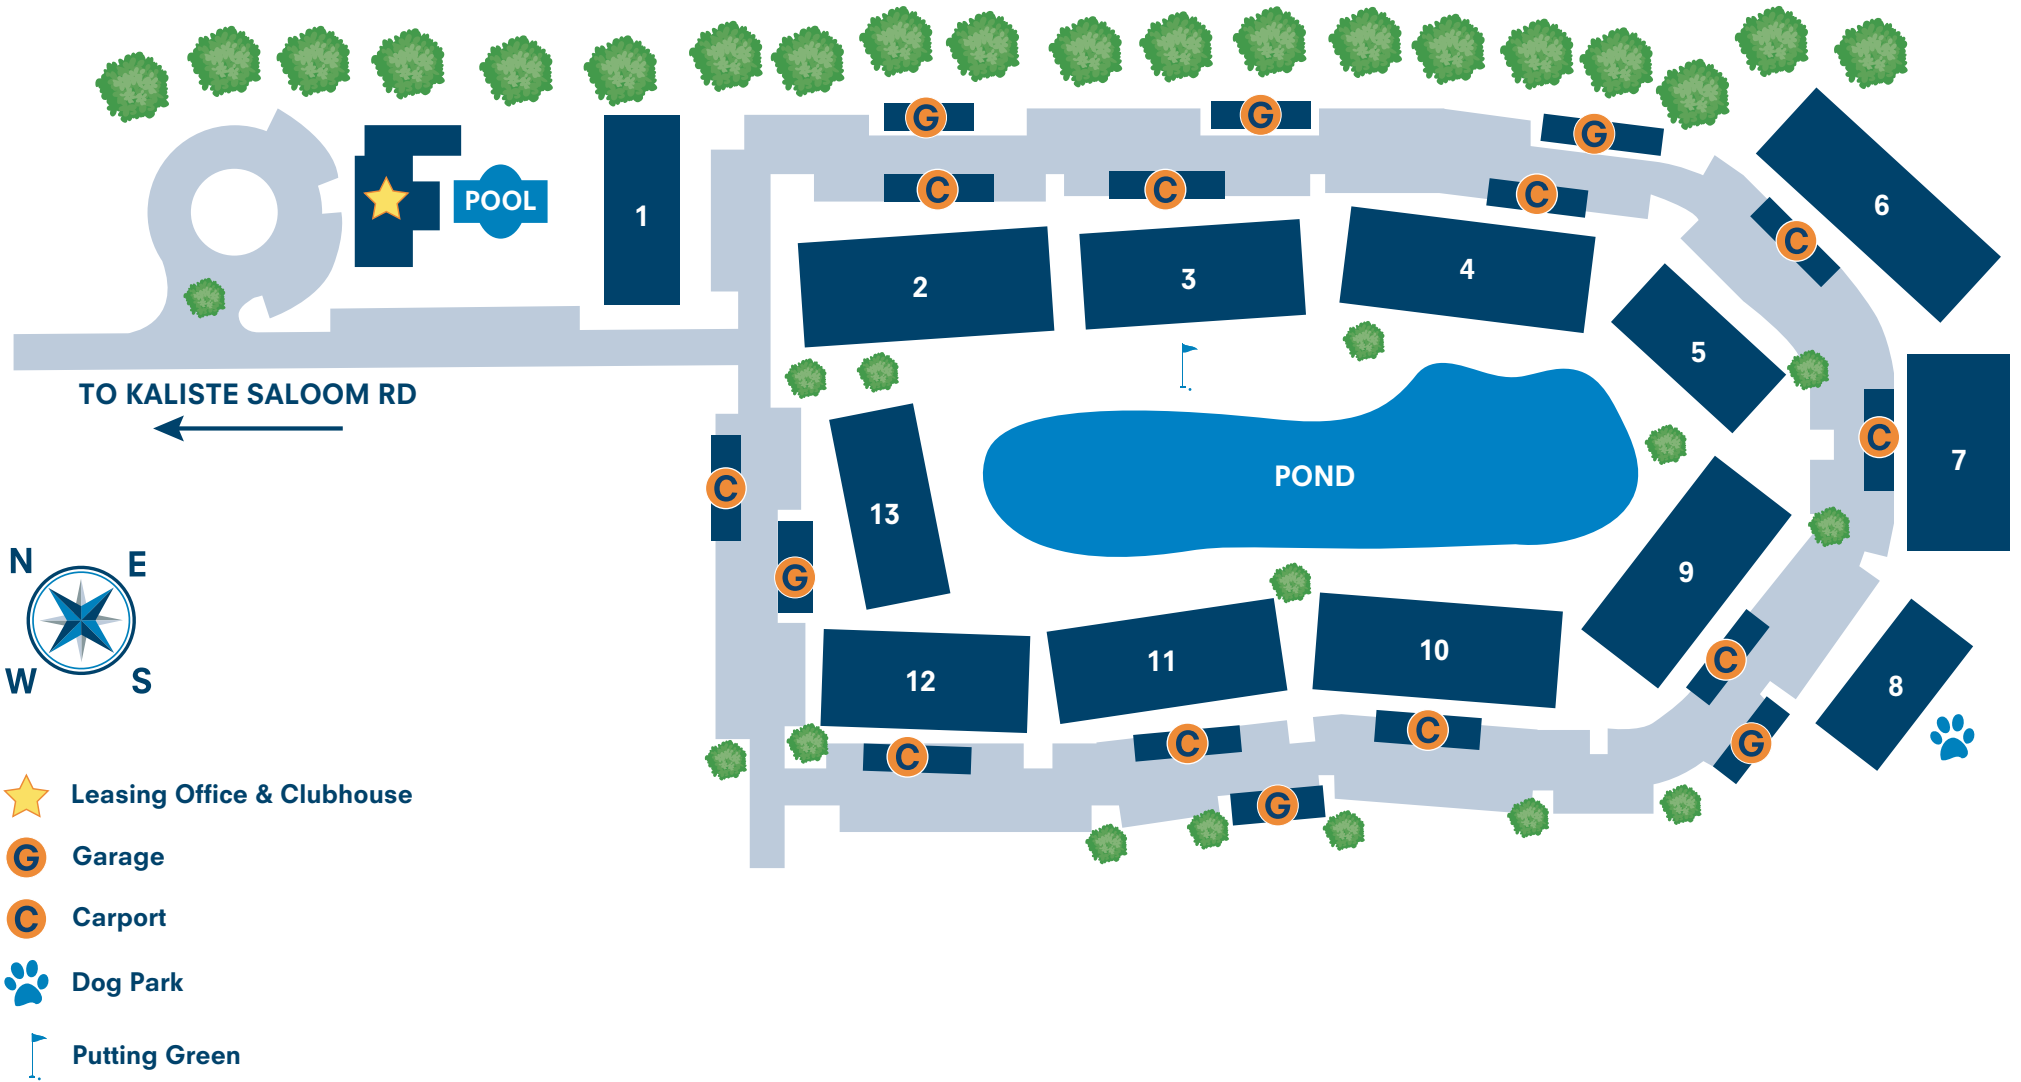 G
G
G
C
C
C
POOL
1
6
C
2
3
4
5
TO KALISTE SALOOM RD
C
7
POND
C
13
G
9
N
E
W
S
12
11
10
C
8
C
C
C
G
G
Leasing Office & Clubhouse
G
Garage
C
Carport
Dog Park
Putting Green